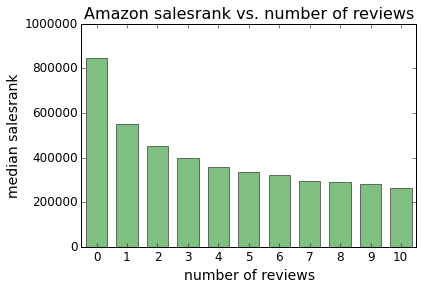 Amazon salesrank vs. number of reviews
1000000
800000
600000
400000
200000
0
median salesrank
0 1 2 3 4 5 6 7 8 9 10
number of reviews